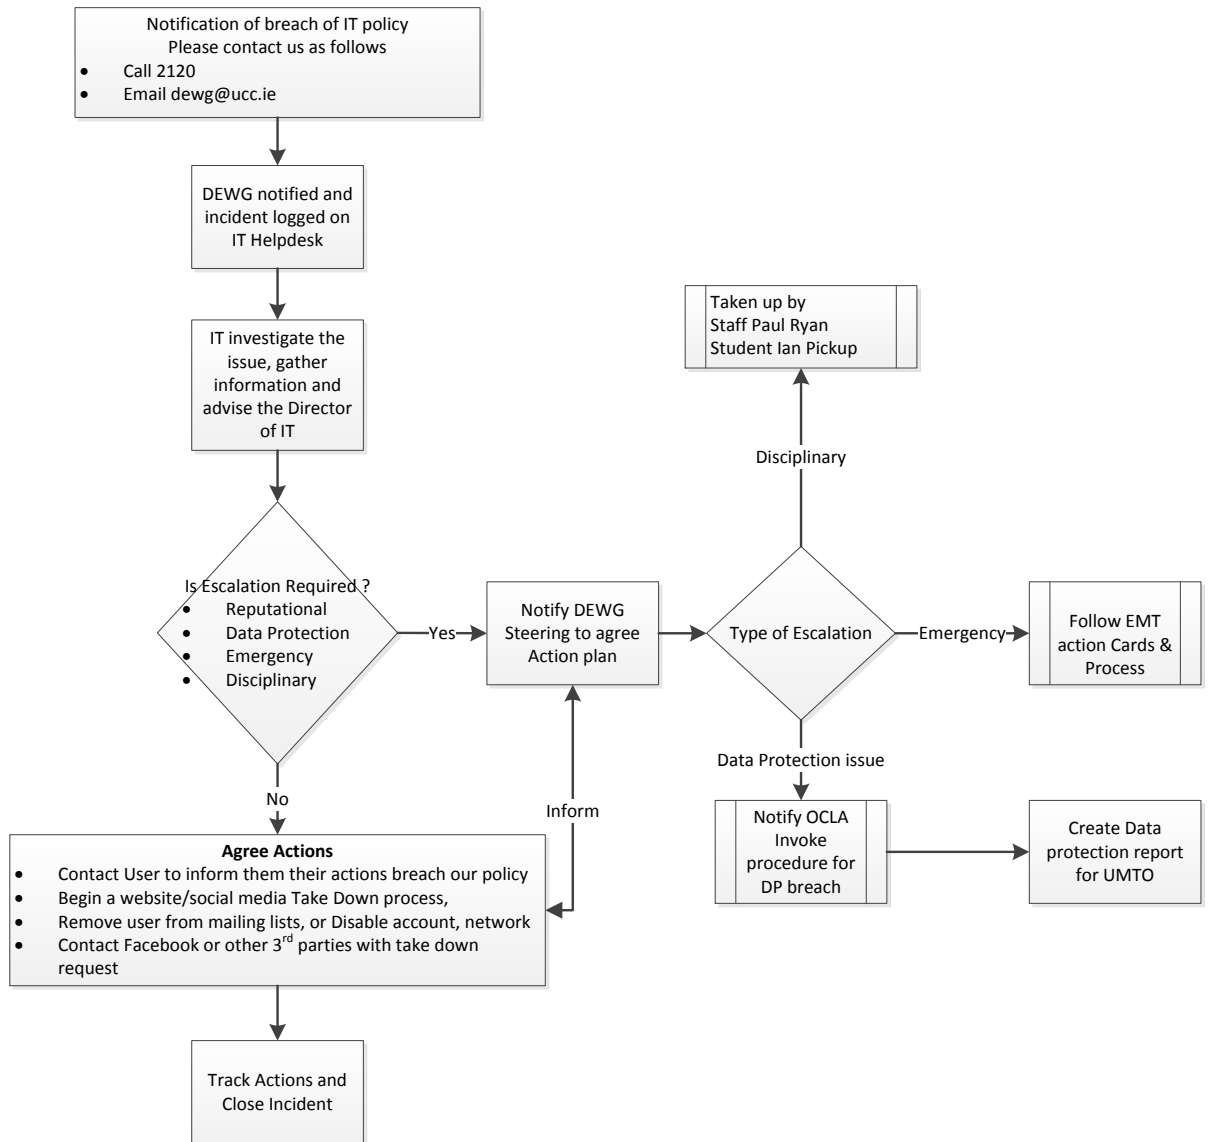 Notification of breach of IT policy
Please contact us as follows
• Call 2120
• Email dewg@ucc.ie
DEWG notified and
incident logged on
IT Helpdesk
IT investigate the
issue, gather
information and
advise the Director
of IT
Is Escalation Required ?
• Reputational
• Data Protection
• Emergency
• Disciplinary
Yes
Notify DEWG
Steering to agree
Action plan
Type of Escalation
Disciplinary
Taken up by
Staff Paul Ryan
Student Ian Pickup
Emergency
Follow EMT
action Cards &
Process
Data Protection issue
Notify OCLA
Invoke
procedure for
DP breach
Create Data
protection report
for UMTO
Inform
No
Agree Actions
• Contact User to inform them their actions breach our policy
• Begin a website/social media Take Down process,
• Remove user from mailing lists, or Disable account, network
• Contact Facebook or other 3rd parties with take down
request
Track Actions and
Close Incident